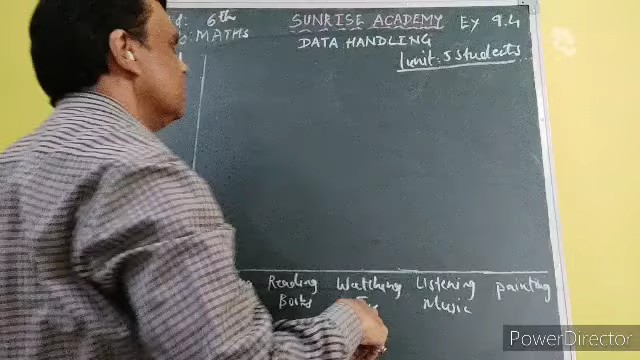 6th SUNRISE ACADEMY Ex 9.4
MATHS DATA HANDLING
1 unit = 5 students
Reading Watching Listening painting
Books Music
PowerDirector